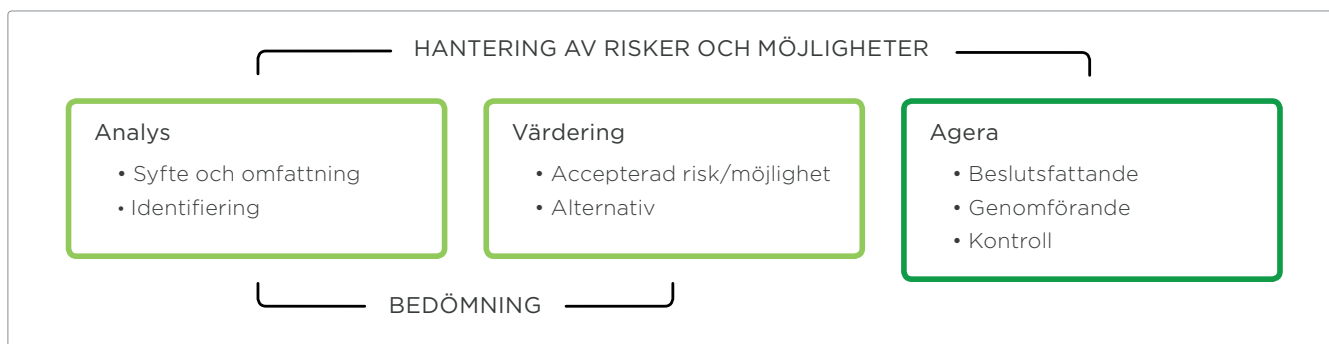 HANTERING AV RISKER OCH MÖJLIGHETER
Analys
• Syfte och omfattning
• Identifiering
Värdering
• Accepterad risk/möjlighet
• Alternativ
Agera
• Beslutsfattande
• Genomförande
• Kontroll
BEDÖMNING